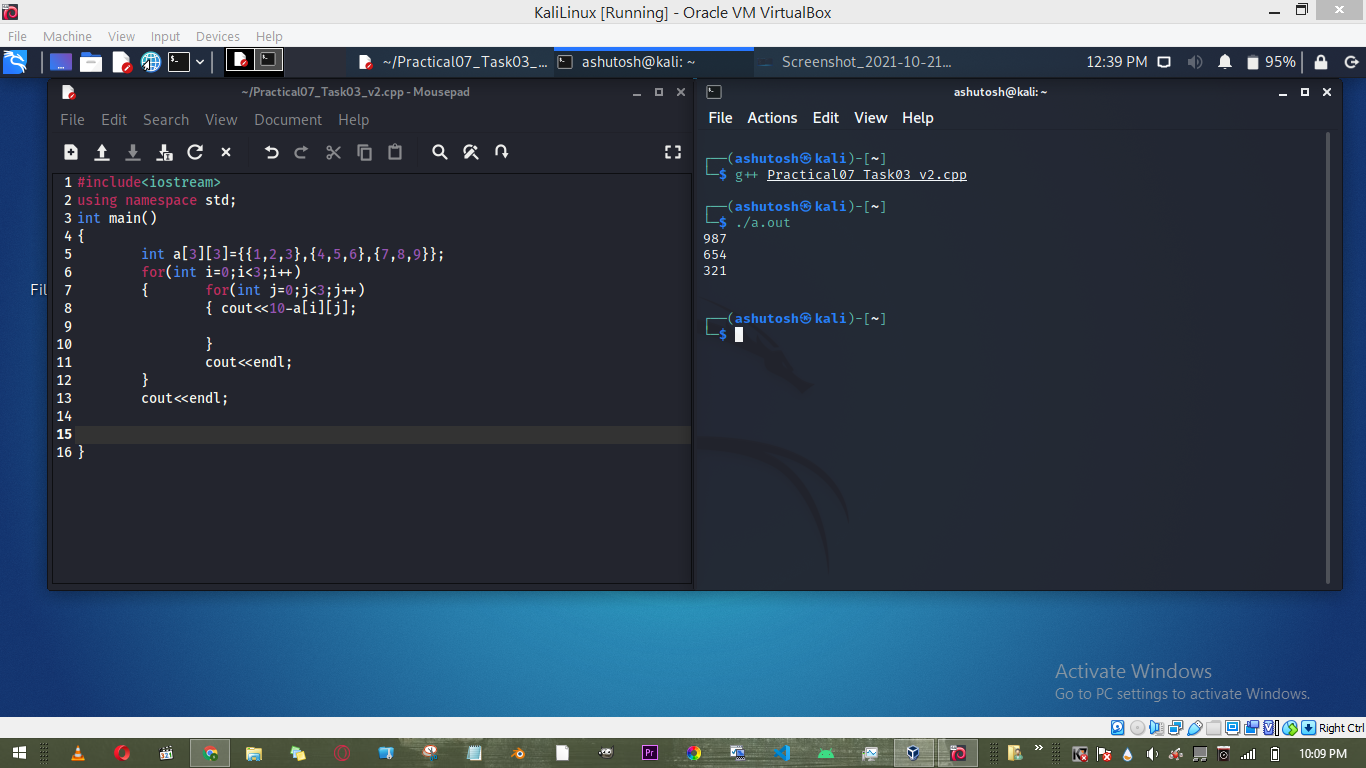 KaliLinux [Running] - Oracle VM VirtualBox
File Machine View Input Devices Help
~/Practical07_Task03_... ashutosh@kali: ~ Screenshot_2021-10-21... 12:39 PM 95%
~/Practical07_Task03_v2.cpp - Mousepad
File Edit Search View Document Help
1 #include<iostream>
2 using namespace std;
3 int main()
4 {
5 int a[3][3]={{1,2,3},{4,5,6},{7,8,9}};
6 for(int i=0;i<3;i++)
7 { for(int j=0;j<3;j++)
8 { cout<<10-a[i][j];
9
10 }
11 cout<<endl;
12 }
13 cout<<endl;
14
15
16 }
Fil
ashutosh@kali: ~
File Actions Edit View Help
┌──(ashutosh㉿kali)-[~]
└─$ g++ Practical07_Task03_v2.cpp
┌──(ashutosh㉿kali)-[~]
└─$ ./a.out
987
654
321
┌──(ashutosh㉿kali)-[~]
└─$
Activate Windows
Go to PC settings to activate Windows.
Right Ctrl
Pr
10:09 PM